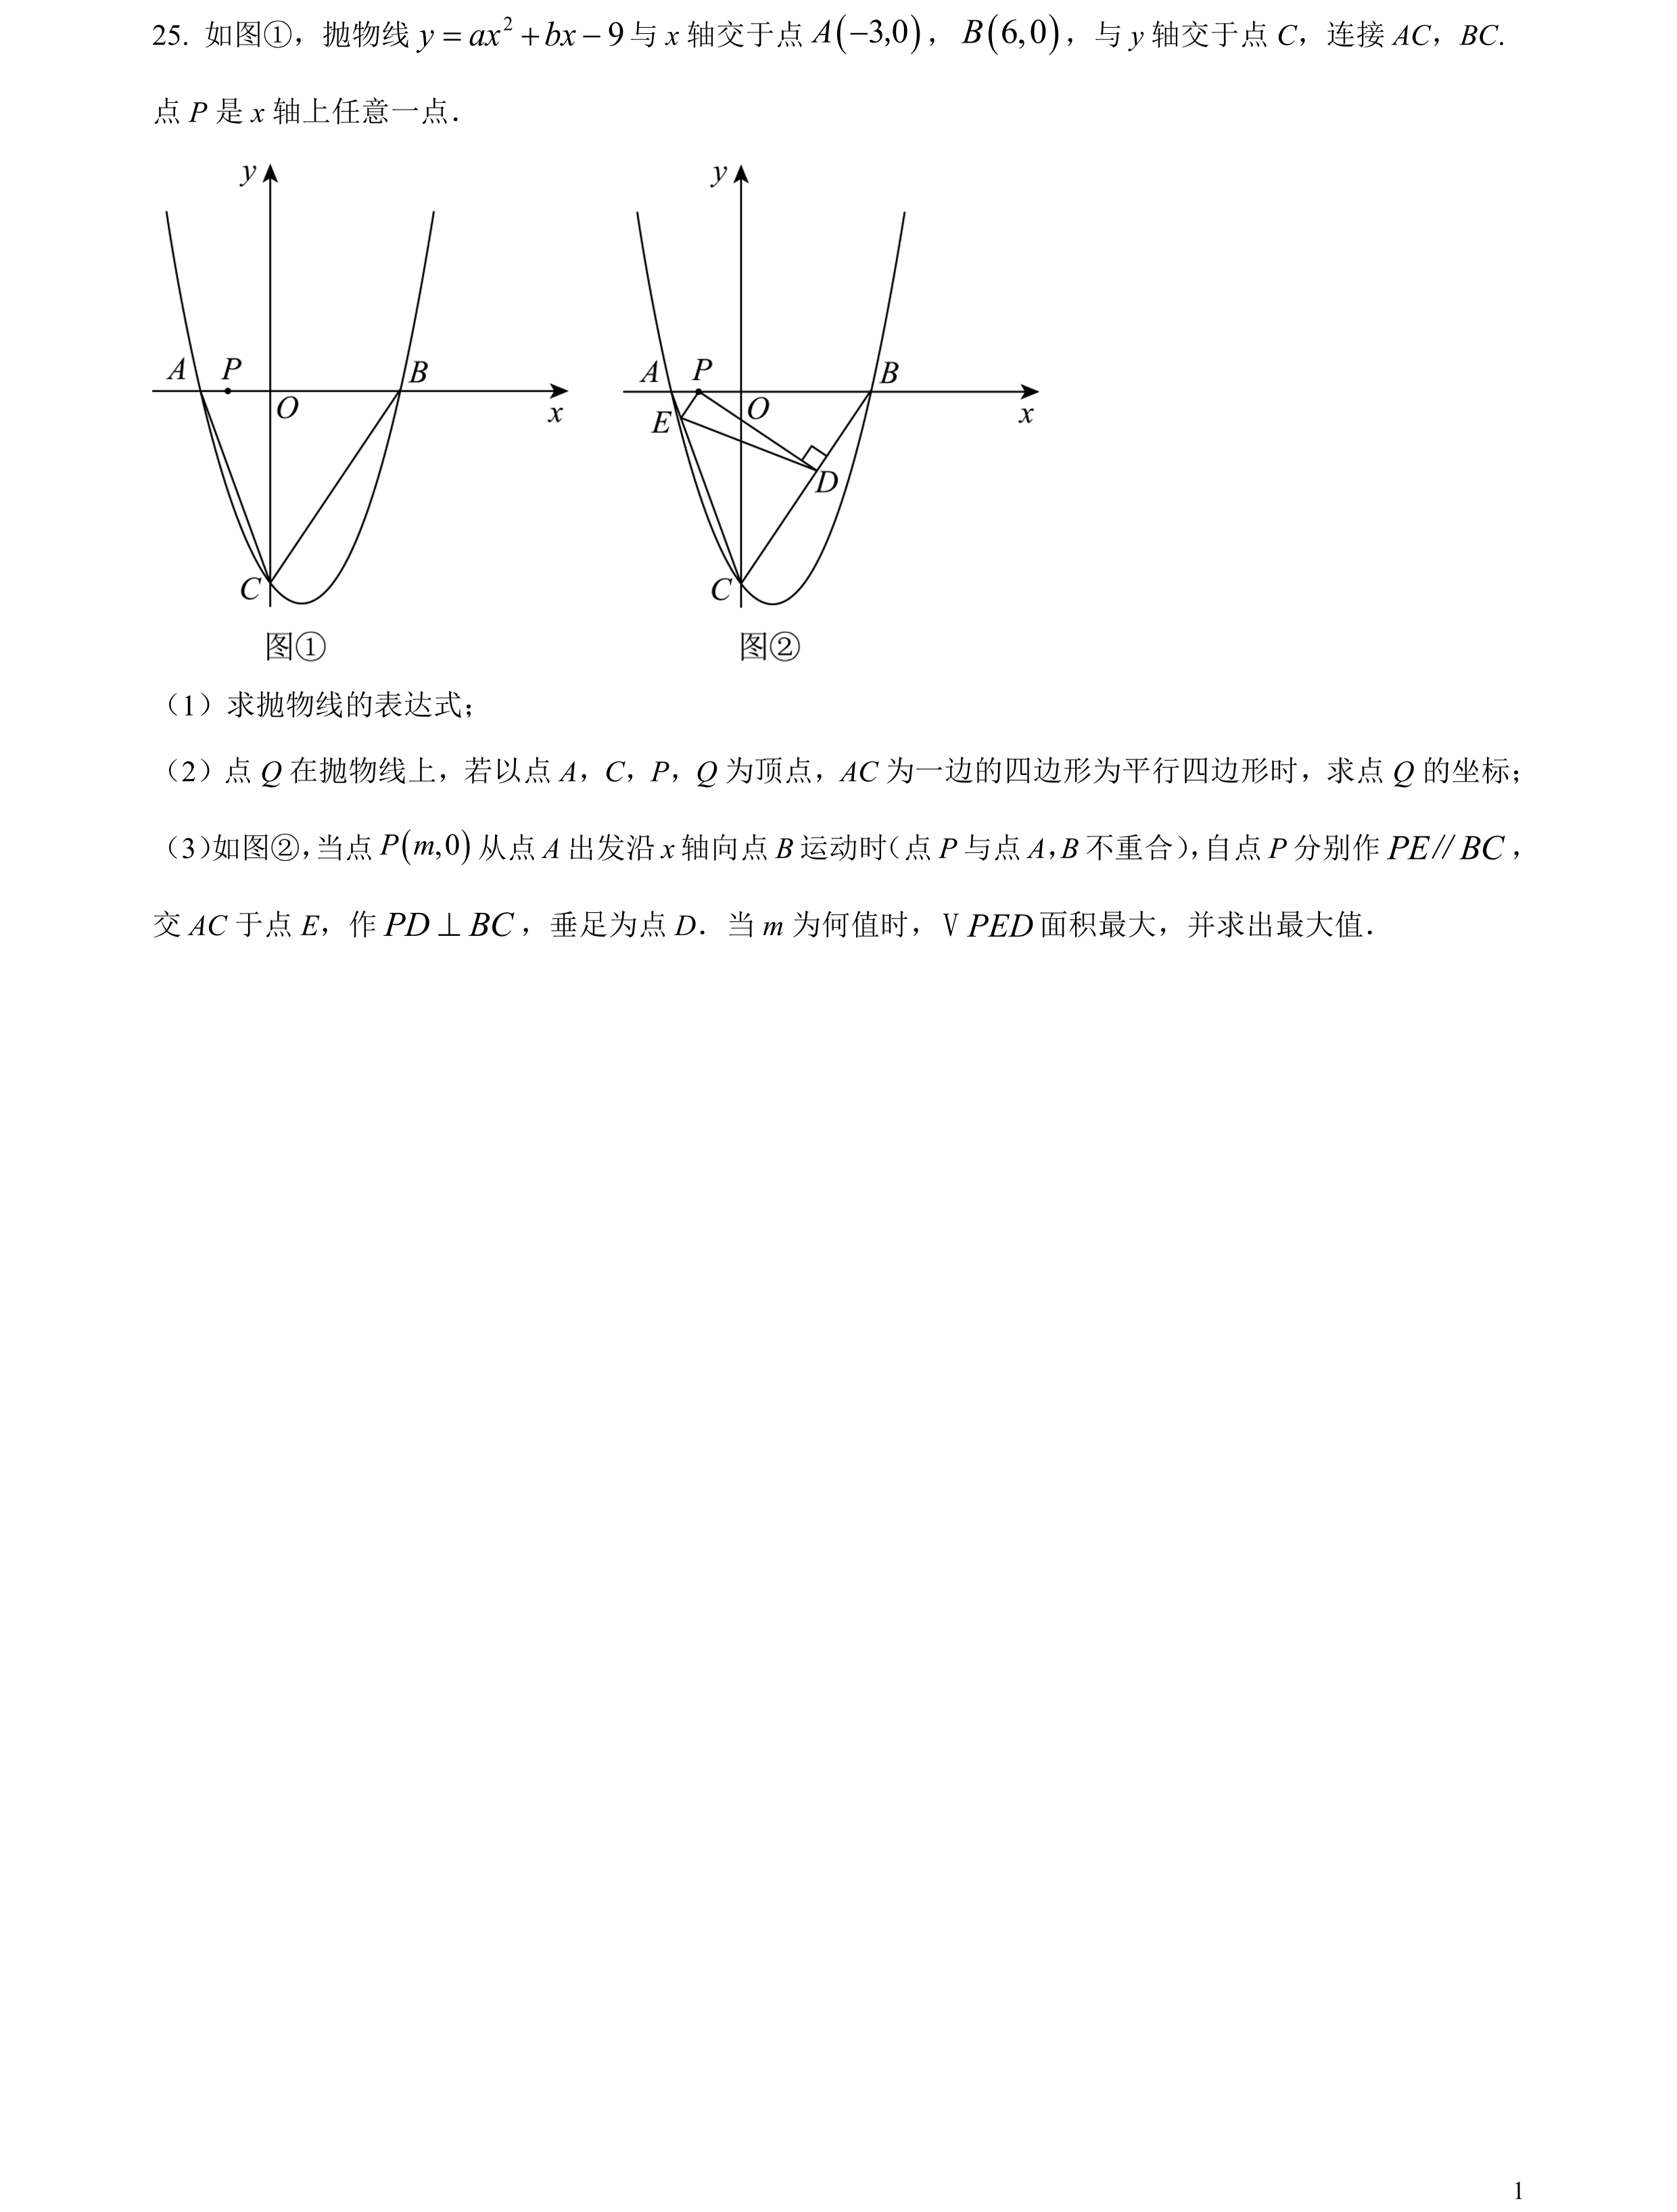 25. 如图①，抛物线 y = ax² + bx − 9 与 x 轴交于点 A(−3,0)，B(6,0)，与 y 轴交于点 C，连接 AC，BC.
点 P 是 x 轴上任意一点．
y y
A P B A P B
O x E O x
D
C C
图① 图②
（1）求抛物线的表达式；
（2）点 Q 在抛物线上，若以点 A，C，P，Q 为顶点，AC 为一边的四边形为平行四边形时，求点 Q 的坐标；
（3）如图②，当点 P(m,0) 从点 A 出发沿 x 轴向点 B 运动时（点 P 与点 A，B 不重合），自点 P 分别作 PE∥BC，
交 AC 于点 E，作 PD⊥BC，垂足为点 D．当 m 为何值时，V PED 面积最大，并求出最大值．
1